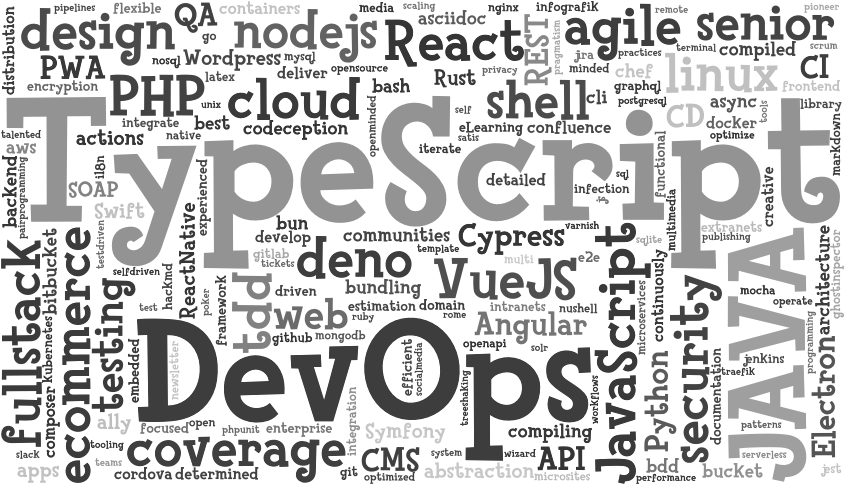 pipelines
flexible
QA
containers
media
scaling
nginx
infografik
remote
pioneer
distribution
design
go
nodejs
asciidoc
React
REST
pragmatism
agile
senior
nosql
Wordpress
mysql
opensource
jra
practices
terminal
compiled
scrum
PWA
latex
deliver
bash
Rust
privacy
minded
chef
linux
CI
encryption
PHP
unix
cloud
openminded
self
shell
cli
graphql
postgresql
frontend
CD
async
tools
library
integrate
best
codeception
eLearning
confluence
docker
optimize
markdown
talented
actions
native
satis
iterate
aws
TypeScript
backend
pairprogramming
il8n
SOAP
experienced
detailed
sql
infection
functional
multimedia
creative
Swift
testdriven
ReactNative
bun
develop
communities
template
Cypress
varnish
sqlite
extranets
publishing
fullstack
bitbucket
ecommerce
selfdriven
hackmd
gitlab
tickets
deno
multi
e2e
JavaScript
microservices
continuously
JAVA
architecture
ghostinspector
kubernetes
testing
test
poker
framework
tdd
driven
bundling
VueJS
nushell
security
mocha
operate
web
estimation
domain
intranets
ruby
rome
Angular
github
mongodb
openapi
solr
programming
Electron
composer
embedded
DevOps
newsletter
efficient
socialmedia
treeshaking
workflows
Python
documentation
jenkins
traefik
ally
focused
open
phpunit
enterprise
integration
Symfony
compiling
patterns
slack
tooling
coverage
system
wizard
serverless
apps
teams
cordova
determined
git
CMS
optimized
abstraction
API
microsites
bdd
performance
bucket
jest